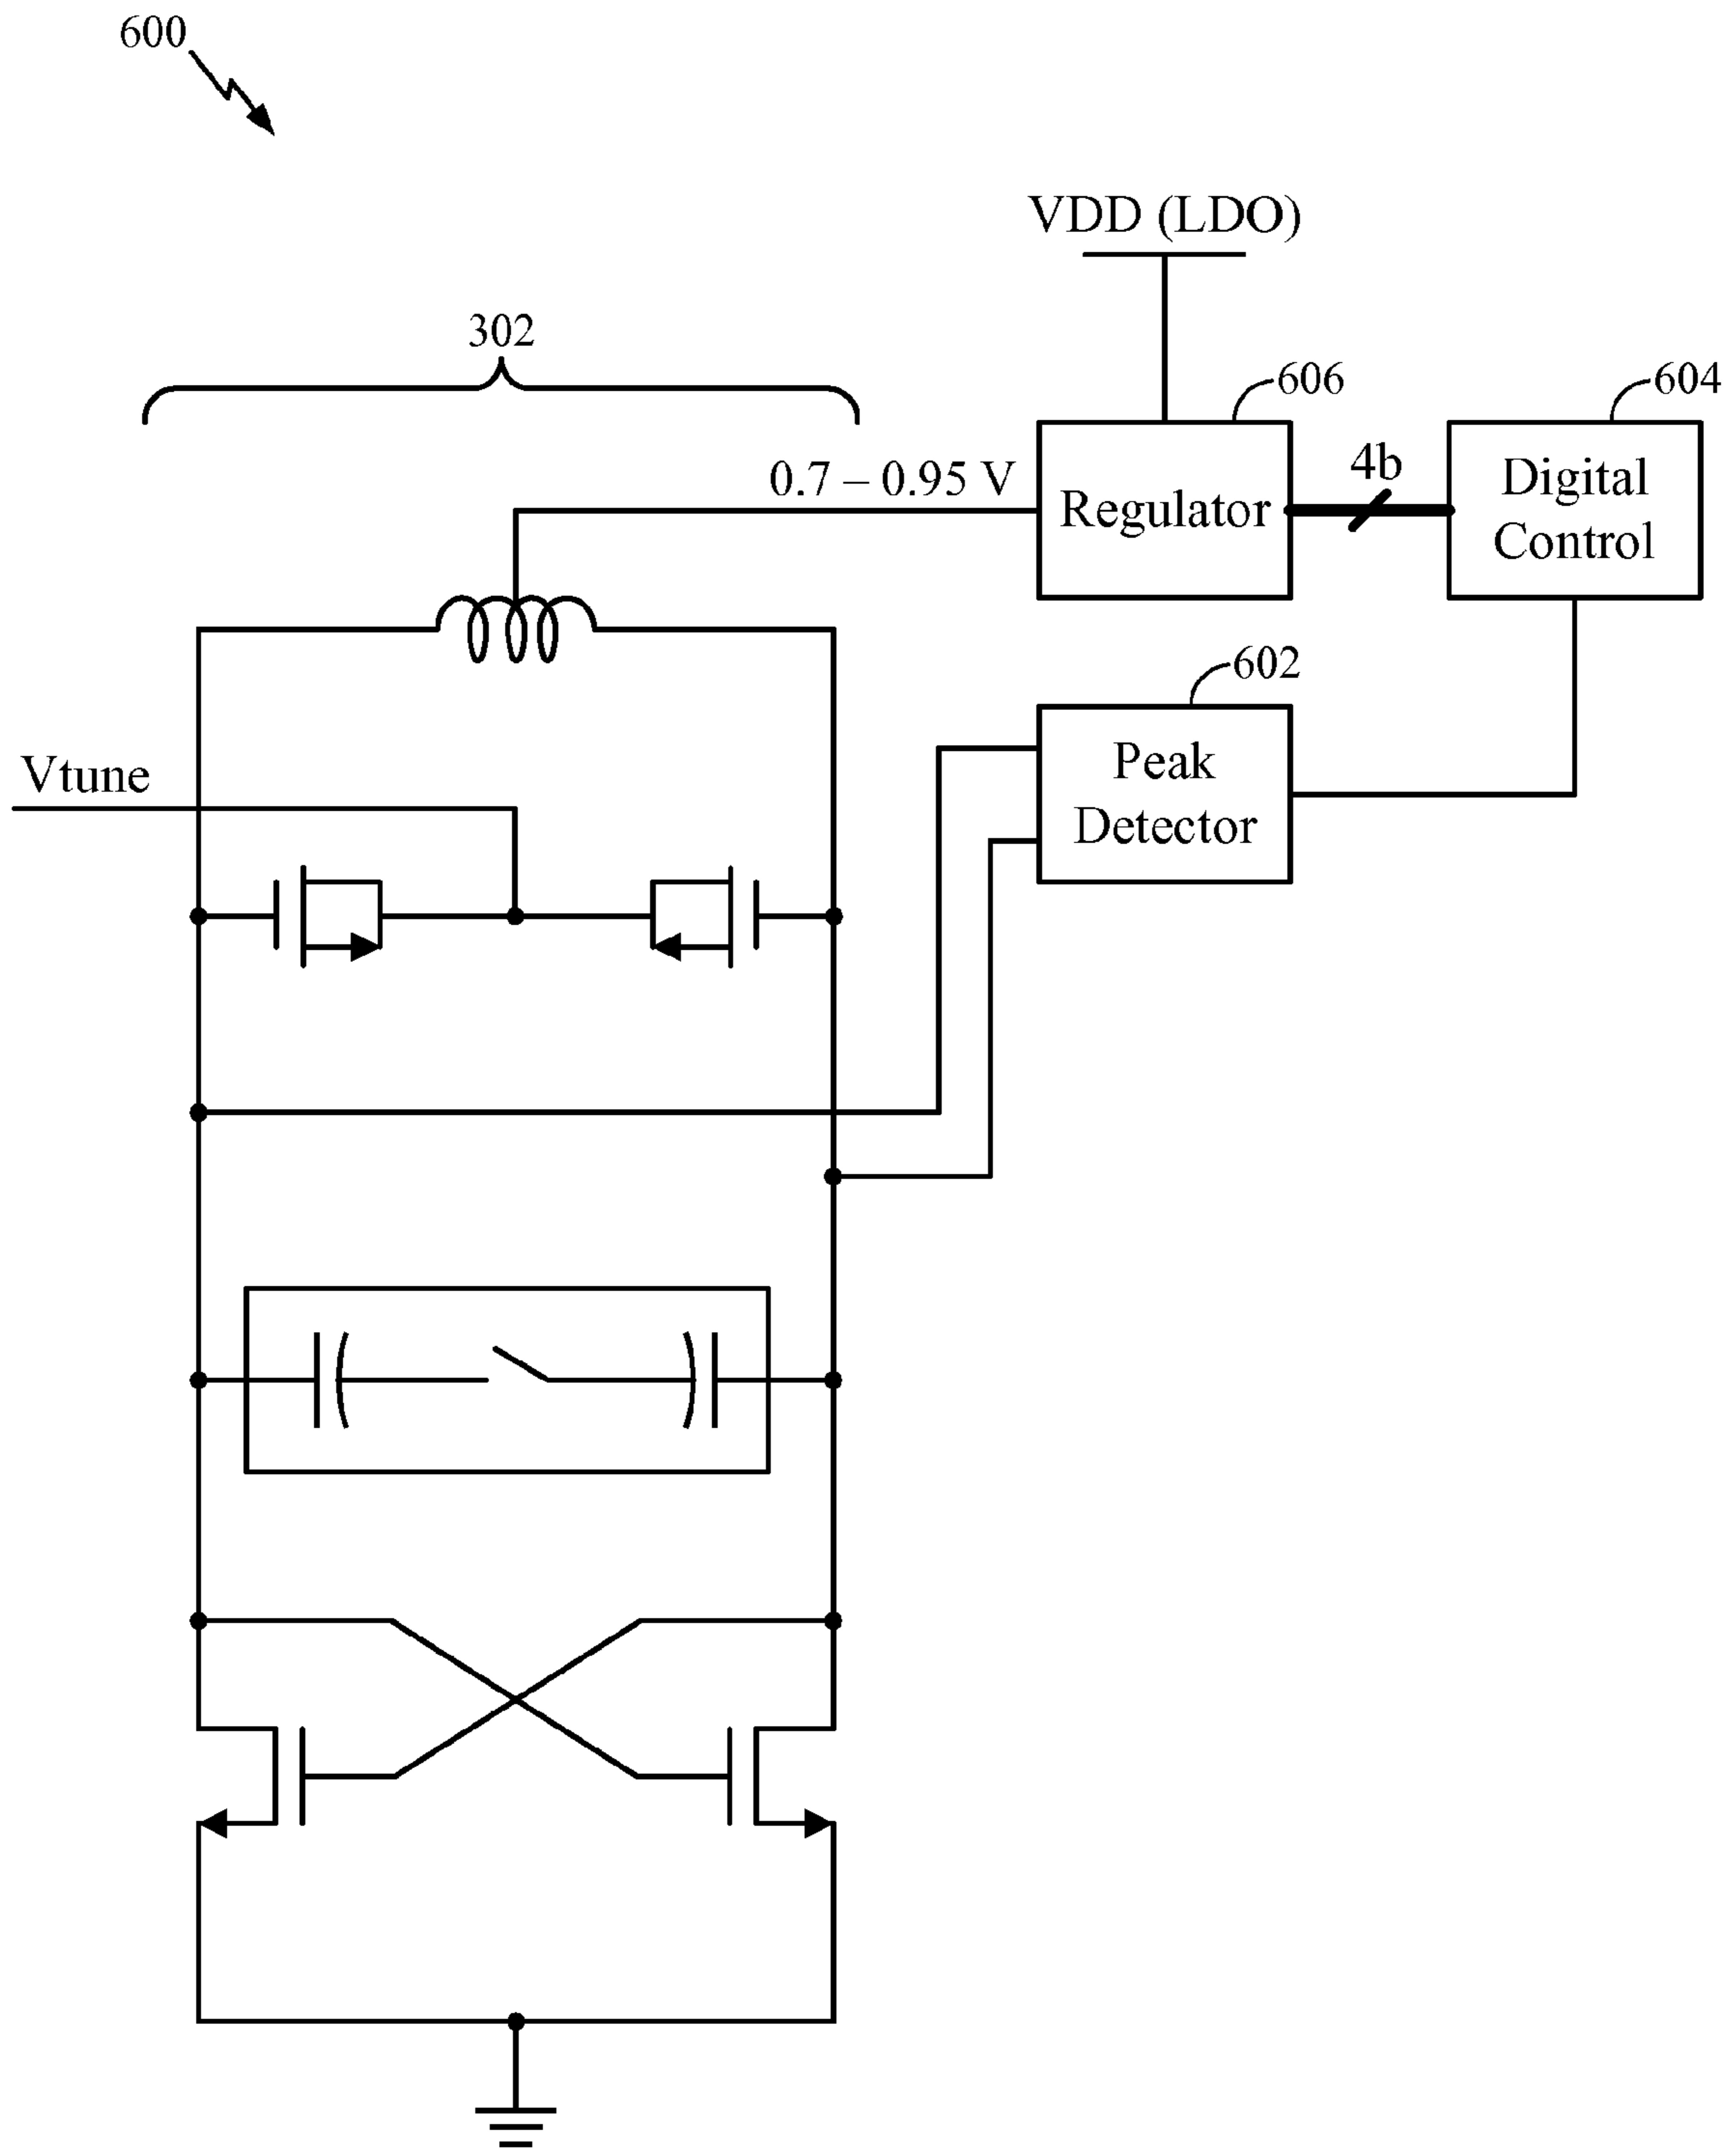 600
VDD (LDO)
302
606
604
0.7 – 0.95 V
Regulator
4b
Digital
Control
602
Peak
Detector
Vtune